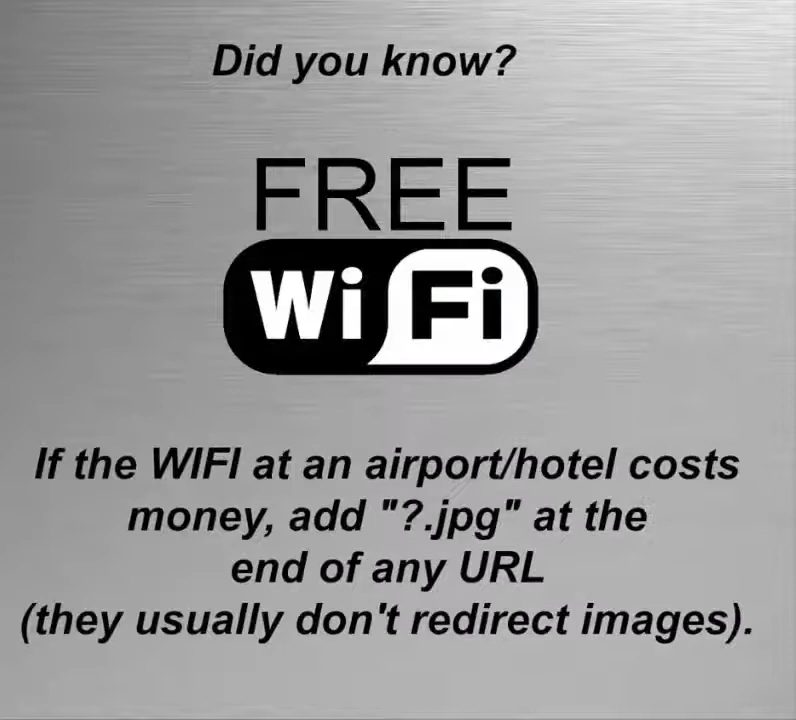 Did you know?
FREE
Wi Fi
If the WIFI at an airport/hotel costs
money, add "?.jpg" at the
end of any URL
(they usually don't redirect images).